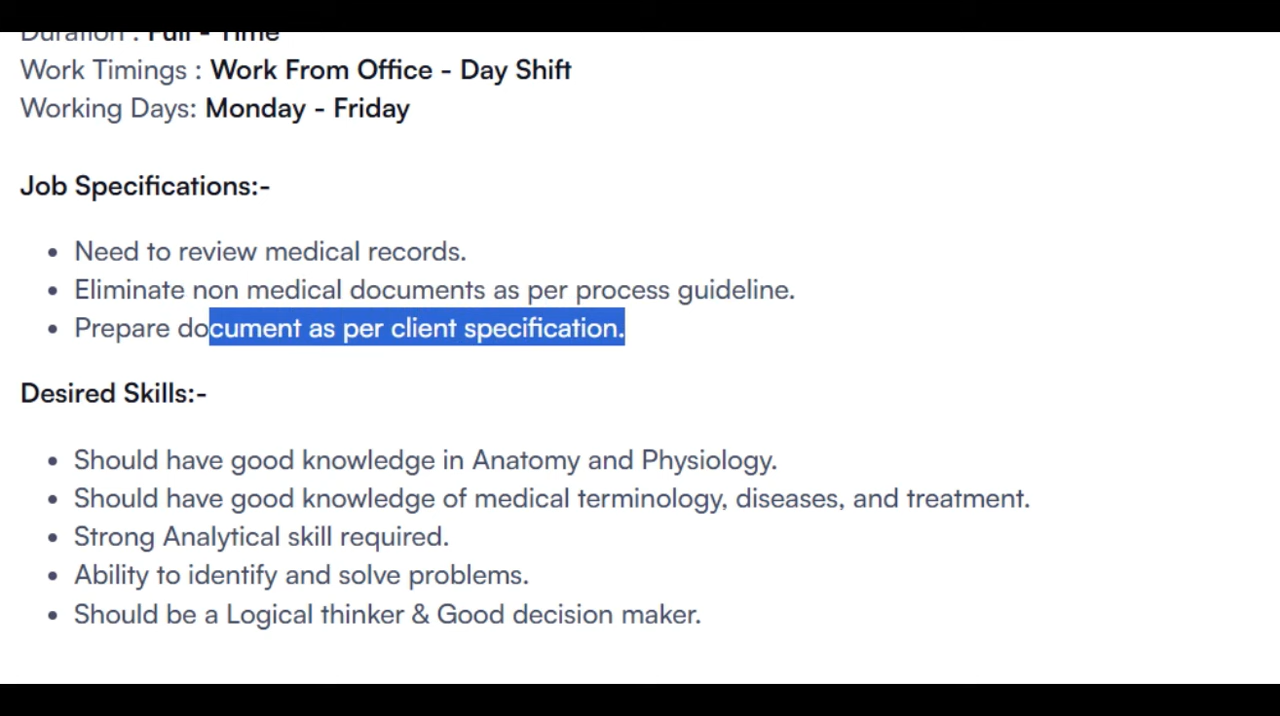 Duration : Full - Time
Work Timings : Work From Office - Day Shift
Working Days: Monday - Friday
Job Specifications:-
• Need to review medical records.
• Eliminate non medical documents as per process guideline.
• Prepare document as per client specification.
Desired Skills:-
• Should have good knowledge in Anatomy and Physiology.
• Should have good knowledge of medical terminology, diseases, and treatment.
• Strong Analytical skill required.
• Ability to identify and solve problems.
• Should be a Logical thinker & Good decision maker.